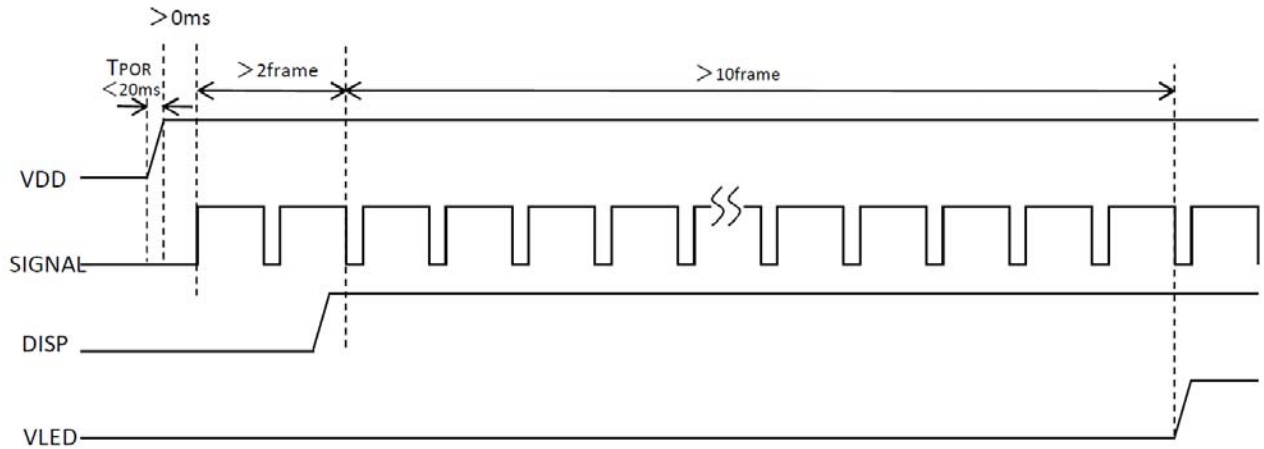 ＞0ms
TPOR
＜20ms
＞2frame
＞10frame
VDD
SIGNAL
DISP
VLED